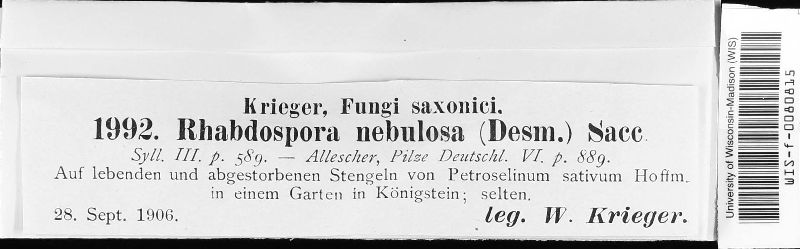 Krieger, Fungi saxonici.
1992. Rhabdospora nebulosa (Desm.) Sacc
Syll. III. p. 589. — Allescher, Pilze Deutschl. VI. p. 889.
Auf lebenden und abgestorbenen Stengeln von Petroselinum sativum Hoffm.
in einem Garten in Königstein; selten.
28. Sept. 1906.
leg. W. Krieger.
University of Wisconsin-Madison (WIS)
WIS-f-0080815